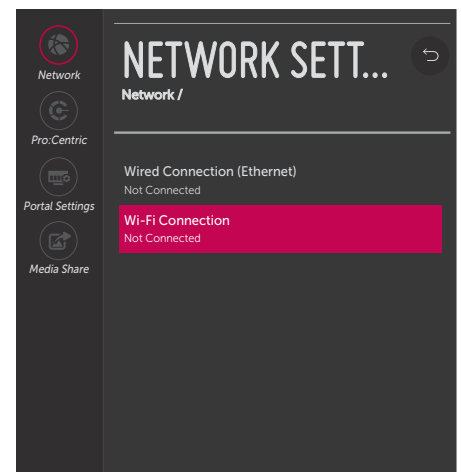 Network
Pro:Centric
Portal Settings
Media Share
NETWORK SETT...
Network /
Wired Connection (Ethernet)
Not Connected
Wi-Fi Connection
Not Connected